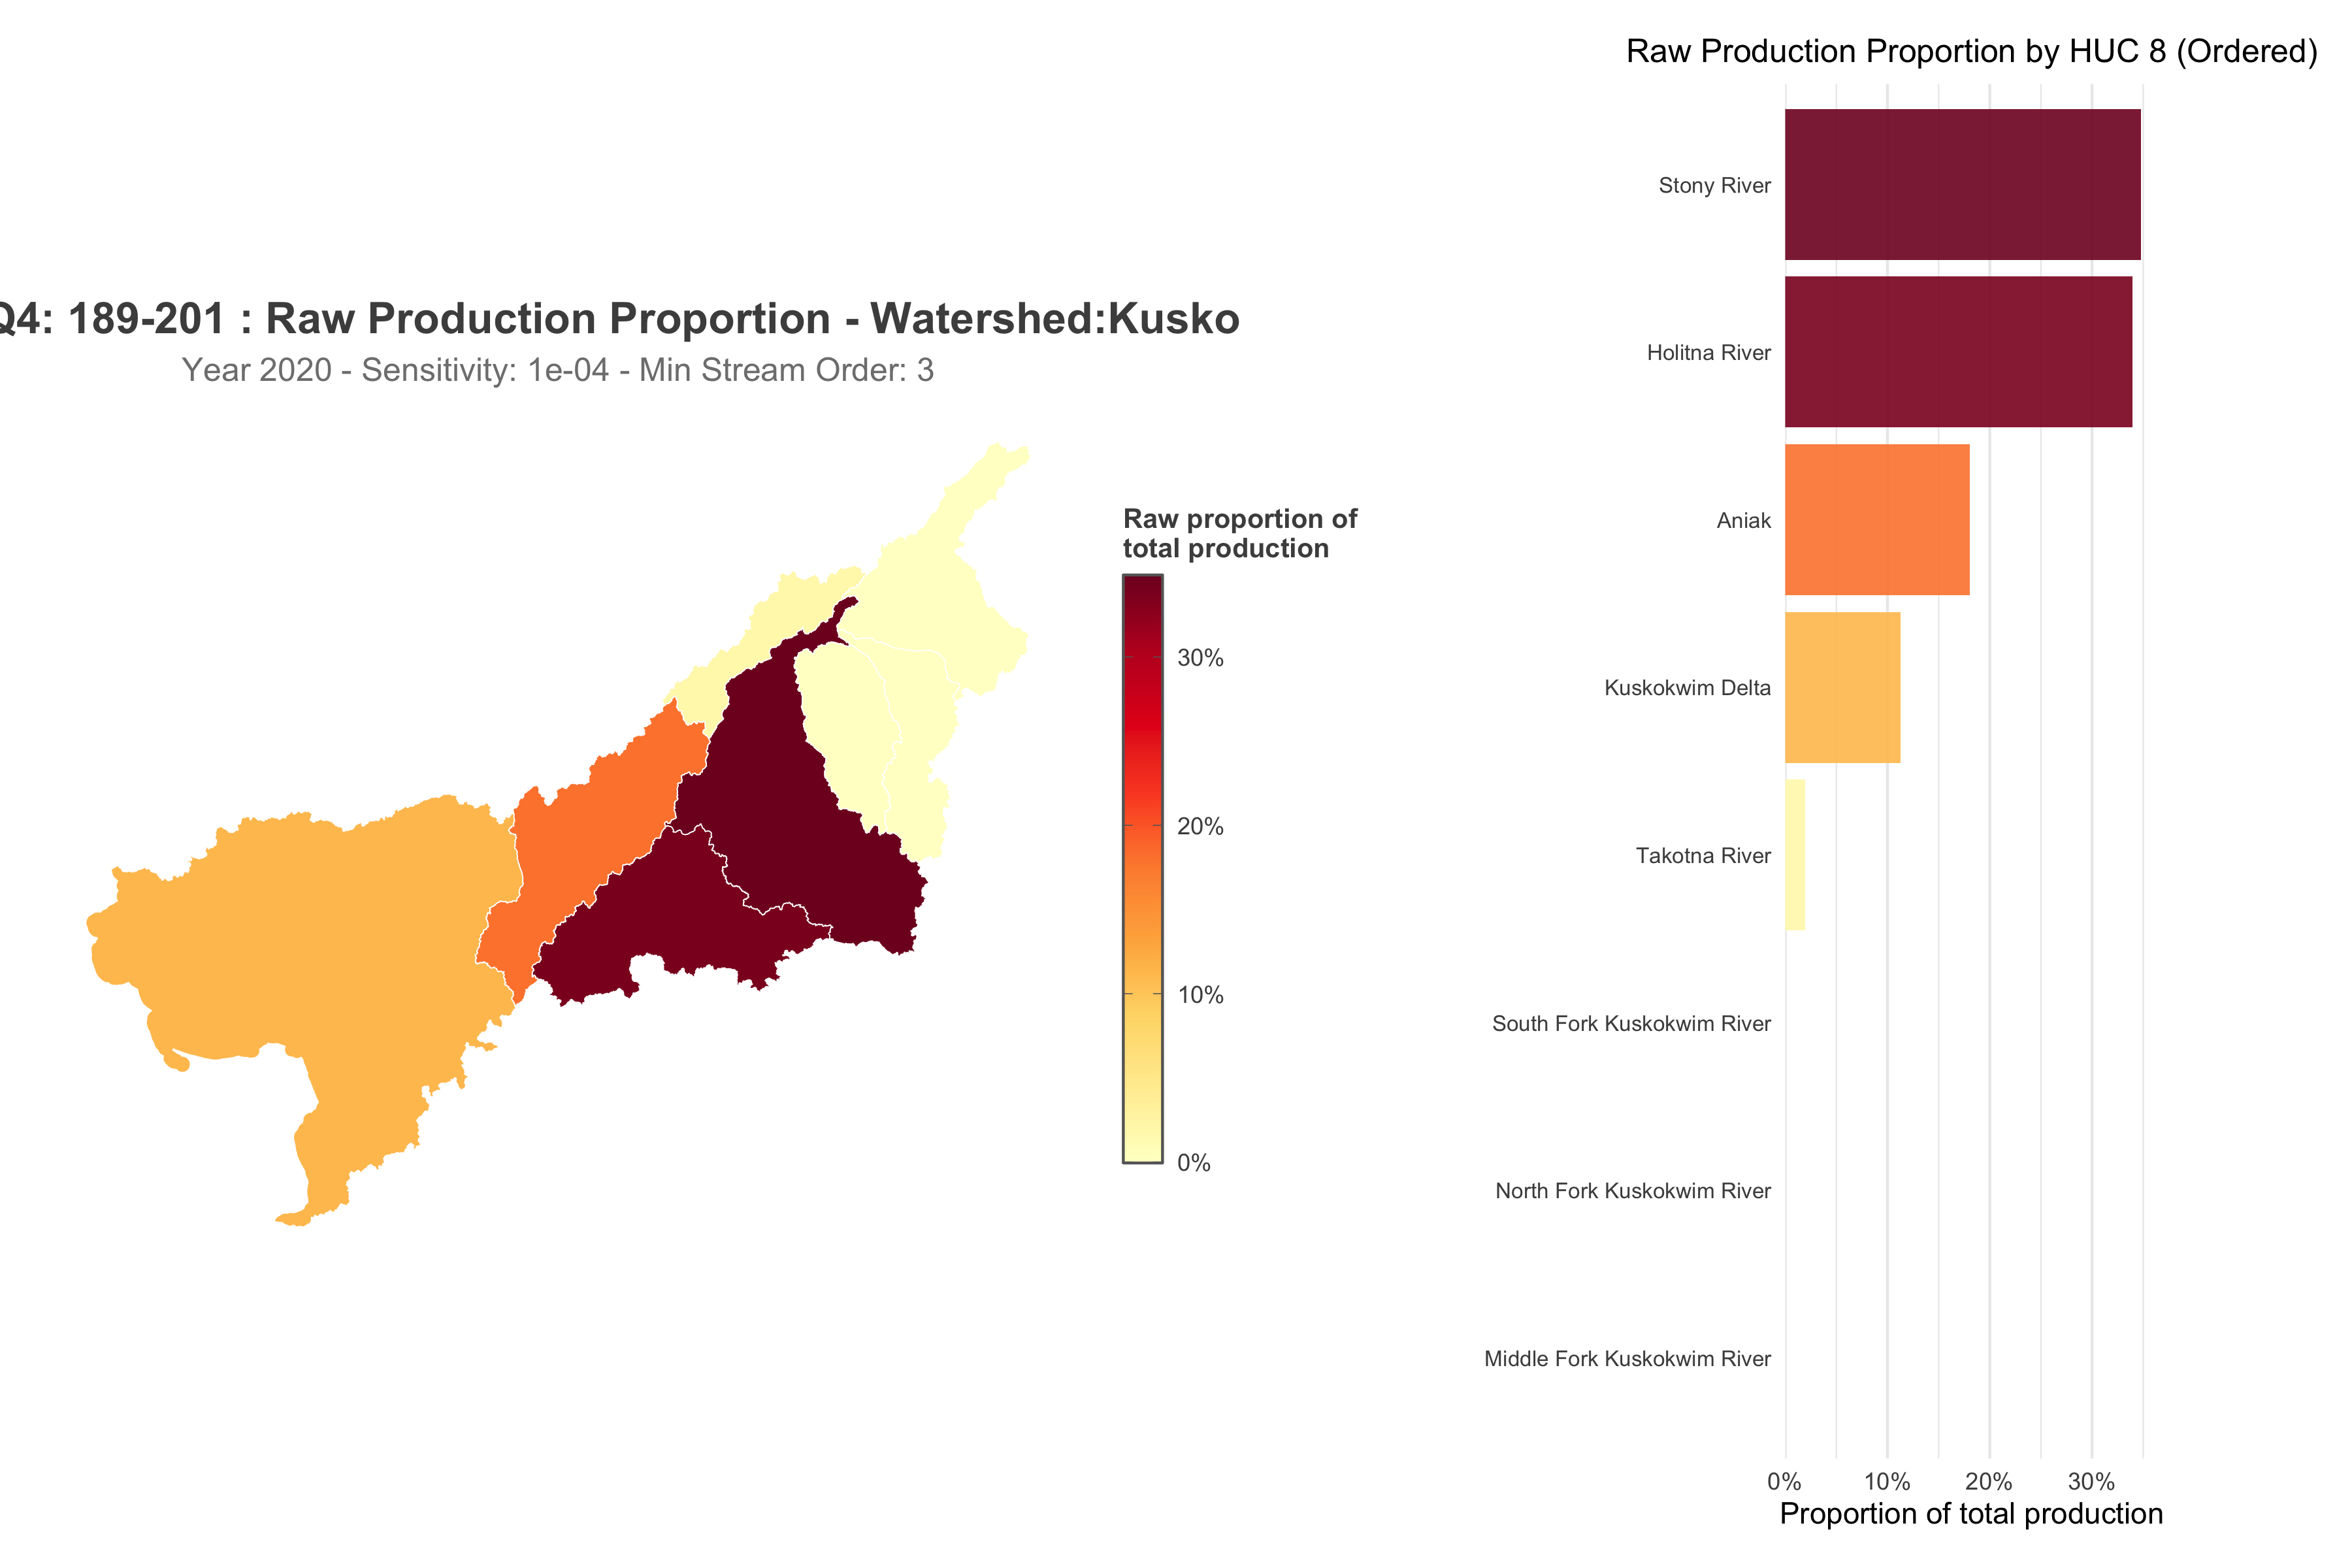 Q4: 189-201 : Raw Production Proportion - Watershed:Kusko
Year 2020 - Sensitivity: 1e-04 - Min Stream Order: 3
Raw proportion of
total production
30%
20%
10%
0%
Raw Production Proportion by HUC 8 (Ordered)
Stony River
Holitna River
Aniak
Kuskokwim Delta
Takotna River
South Fork Kuskokwim River
North Fork Kuskokwim River
Middle Fork Kuskokwim River
0% 10% 20% 30%
Proportion of total production